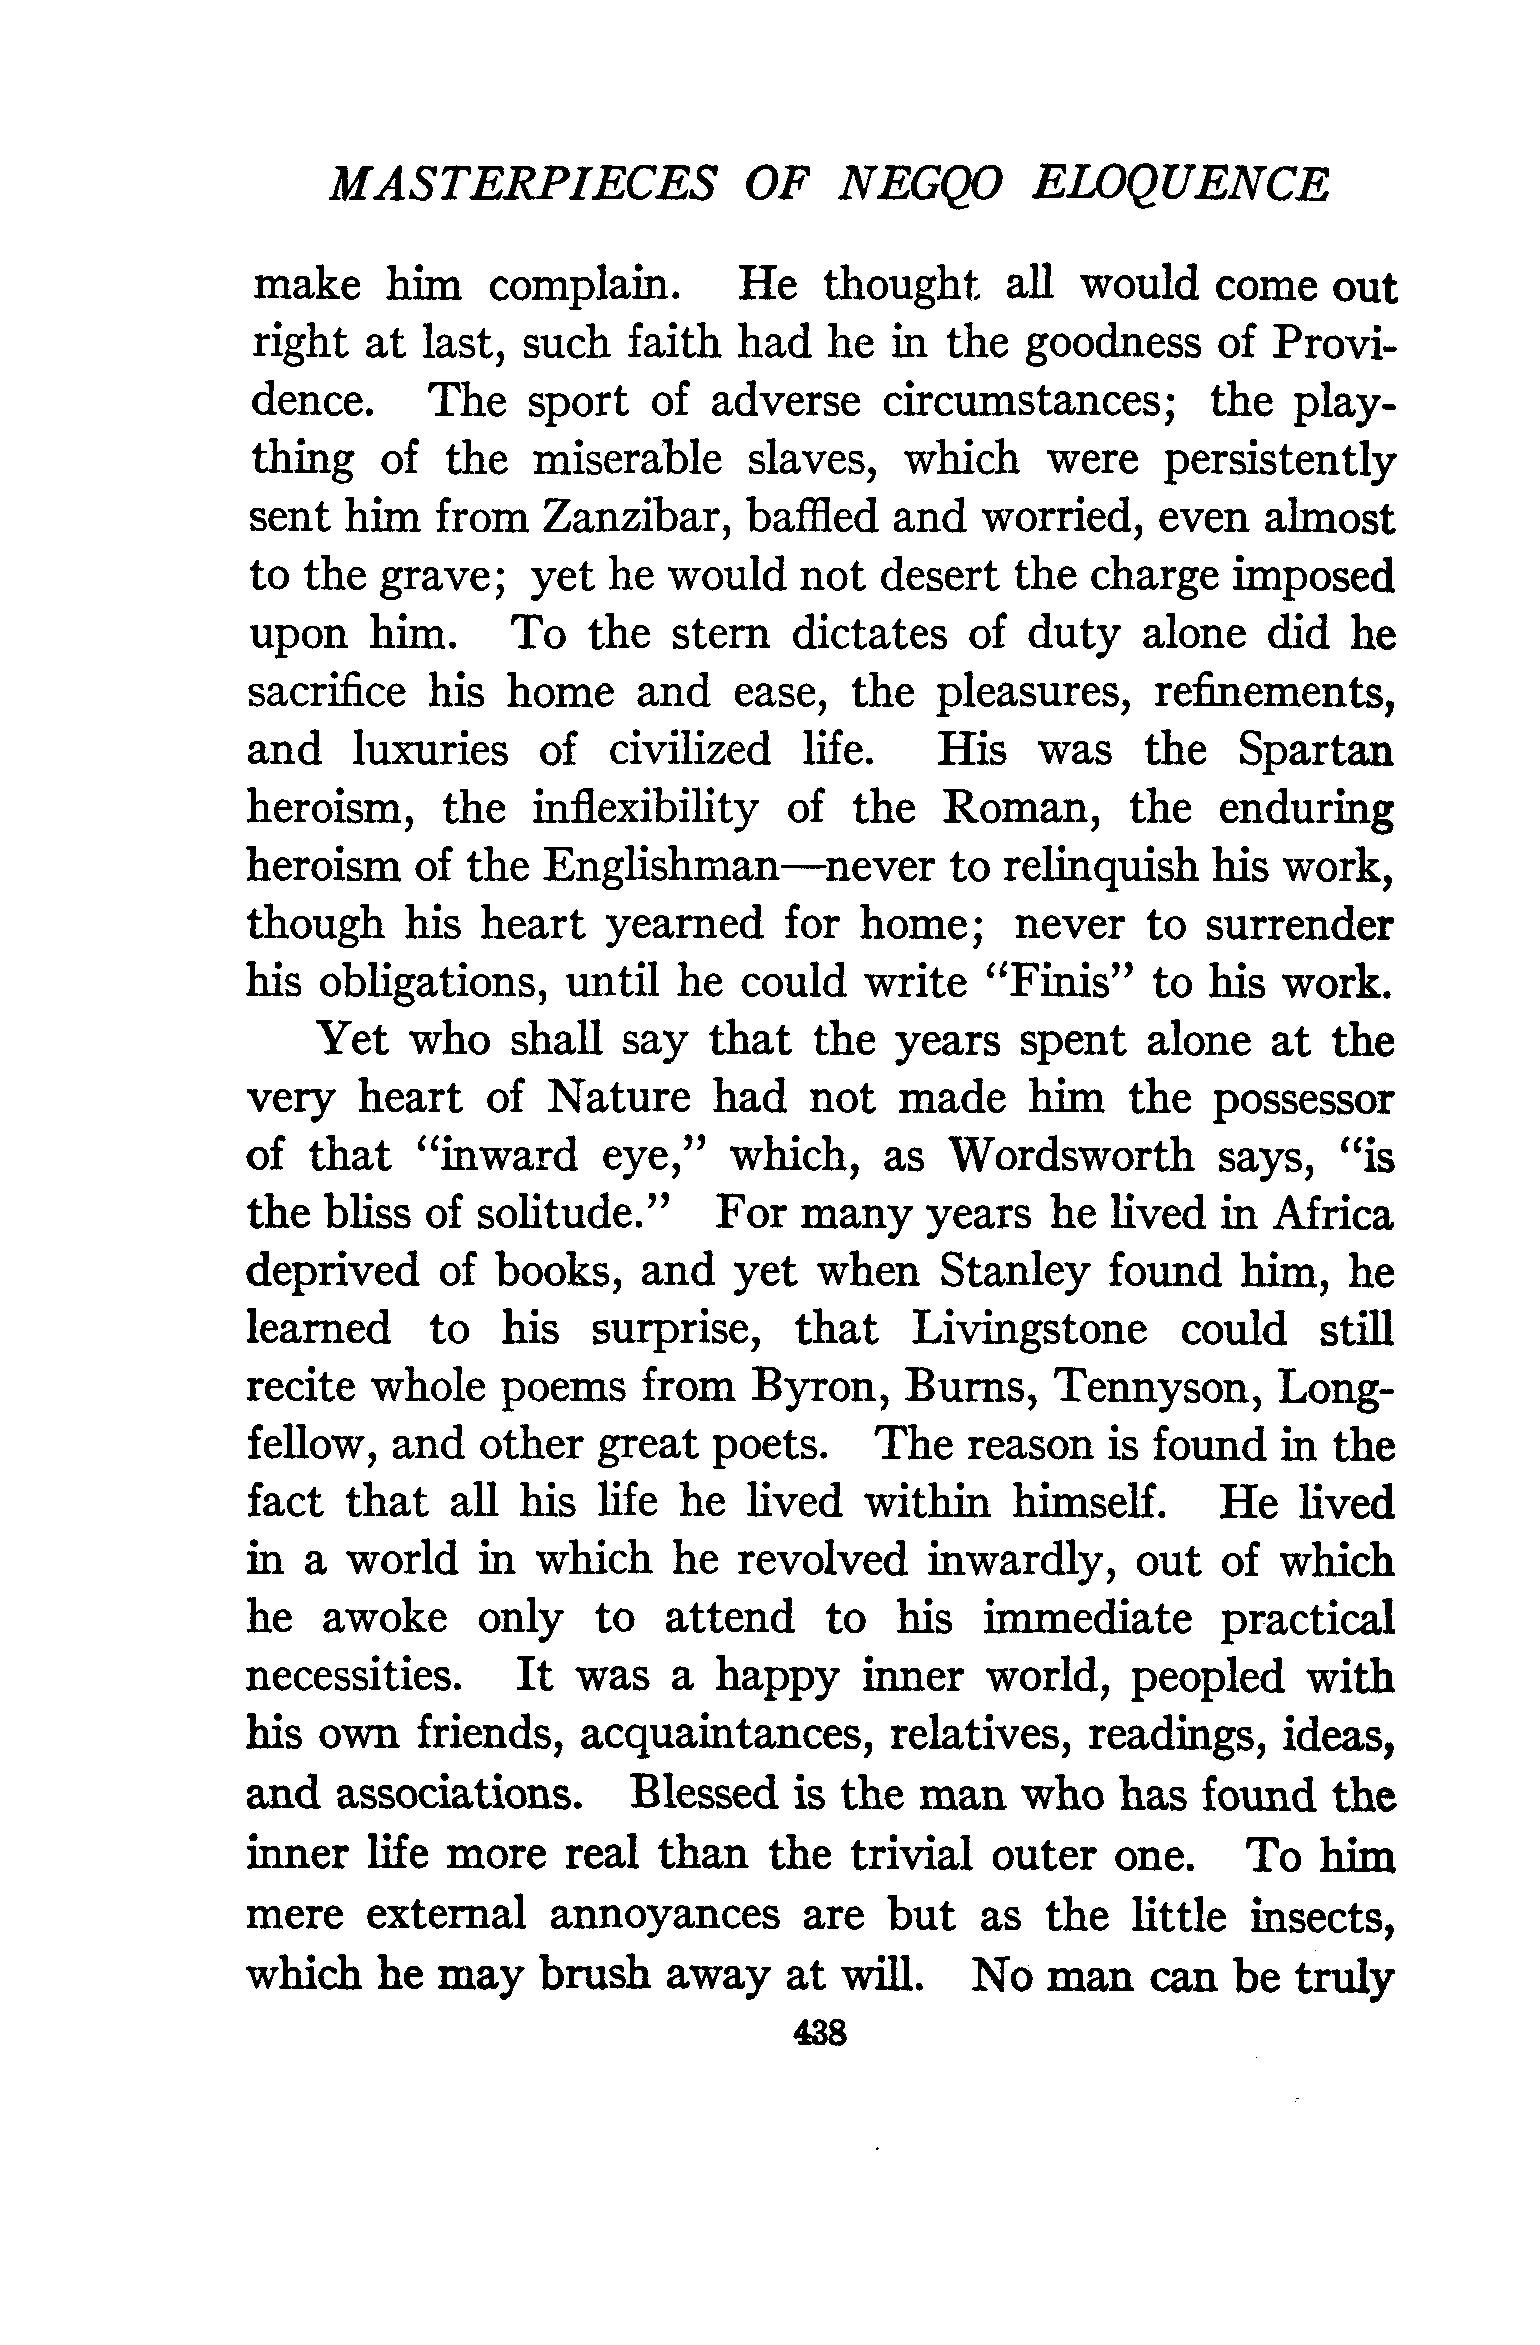 MASTERPIECES OF NEGQO ELOQUENCE
make him complain. He thought all would come out
right at last, such faith had he in the goodness of Provi-
dence. The sport of adverse circumstances; the play-
thing of the miserable slaves, which were persistently
sent him from Zanzibar, baffled and worried, even almost
to the grave; yet he would not desert the charge imposed
upon him. To the stern dictates of duty alone did he
sacrifice his home and ease, the pleasures, refinements,
and luxuries of civilized life. His was the Spartan
heroism, the inflexibility of the Roman, the enduring
heroism of the Englishman—never to relinquish his work,
though his heart yearned for home; never to surrender
his obligations, until he could write “Finis” to his work.
Yet who shall say that the years spent alone at the
very heart of Nature had not made him the possessor
of that “inward eye,” which, as Wordsworth says, “is
the bliss of solitude.” For many years he lived in Africa
deprived of books, and yet when Stanley found him, he
learned to his surprise, that Livingstone could still
recite whole poems from Byron, Burns, Tennyson, Long-
fellow, and other great poets. The reason is found in the
fact that all his life he lived within himself. He lived
in a world in which he revolved inwardly, out of which
he awoke only to attend to his immediate practical
necessities. It was a happy inner world, peopled with
his own friends, acquaintances, relatives, readings, ideas,
and associations. Blessed is the man who has found the
inner life more real than the trivial outer one. To him
mere external annoyances are but as the little insects,
which he may brush away at will. No man can be truly
438